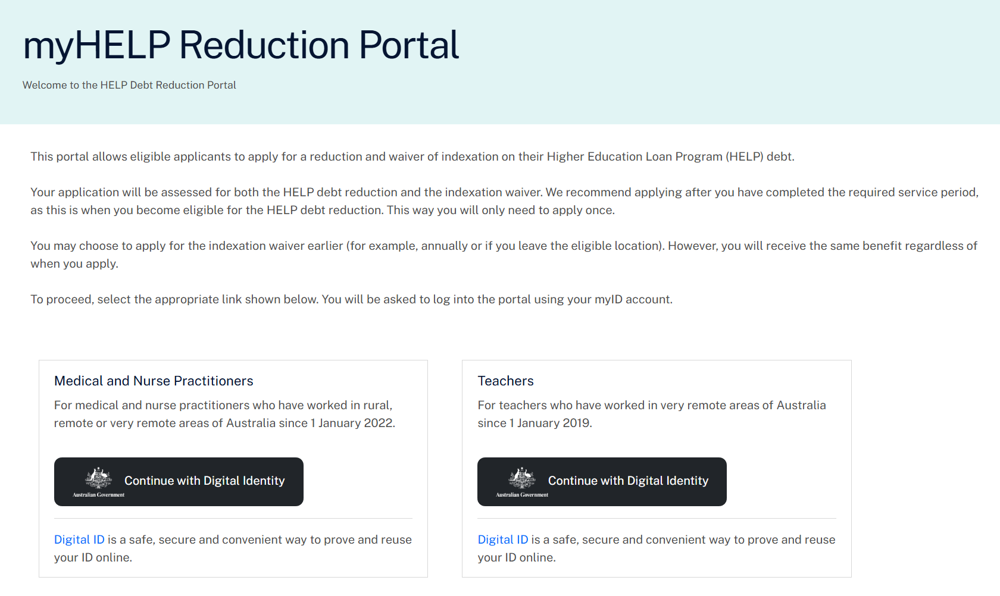 myHELP Reduction Portal
Welcome to the HELP Debt Reduction Portal
This portal allows eligible applicants to apply for a reduction and waiver of indexation on their Higher Education Loan Program (HELP) debt.
Your application will be assessed for both the HELP debt reduction and the indexation waiver. We recommend applying after you have completed the required service period,
as this is when you become eligible for the HELP debt reduction. This way you will only need to apply once.
You may choose to apply for the indexation waiver earlier (for example, annually or if you leave the eligible location). However, you will receive the same benefit regardless of
when you apply.
To proceed, select the appropriate link shown below. You will be asked to log into the portal using your myID account.
Medical and Nurse Practitioners
For medical and nurse practitioners who have worked in rural,
remote or very remote areas of Australia since 1 January 2022.
Australian Government
Continue with Digital Identity
Digital ID is a safe, secure and convenient way to prove and reuse
your ID online.
Teachers
For teachers who have worked in very remote areas of Australia
since 1 January 2019.
Australian Government
Continue with Digital Identity
Digital ID is a safe, secure and convenient way to prove and reuse
your ID online.